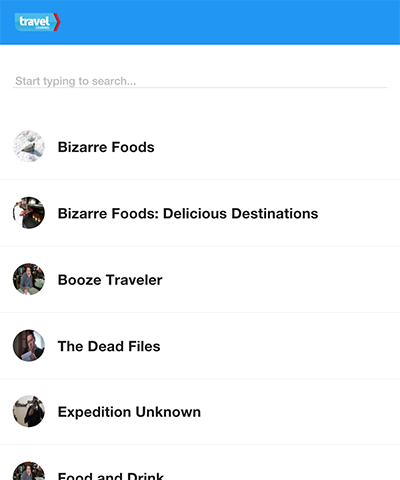 travel
CHANNEL
Start typing to search...
Bizarre Foods
Bizarre Foods: Delicious Destinations
Booze Traveler
The Dead Files
Expedition Unknown
Food and Drink